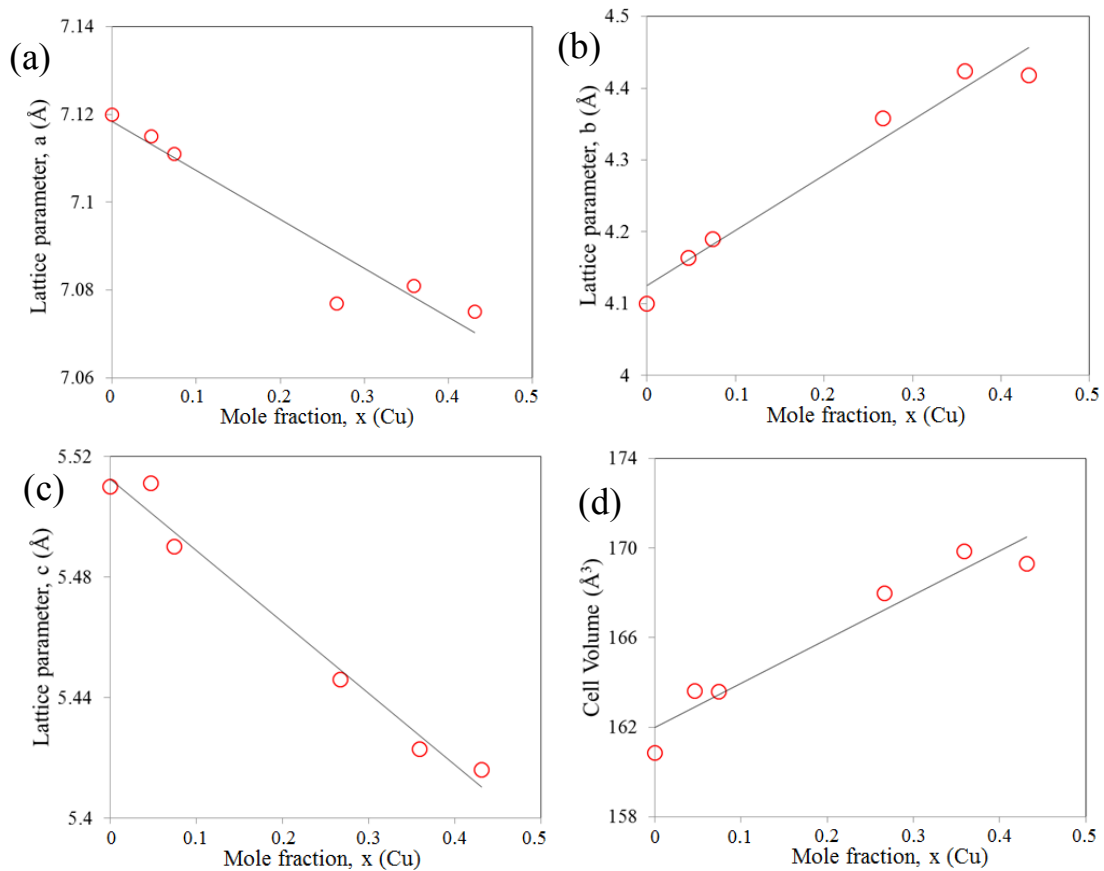 (a)
Lattice parameter, a (Å)
7.14
7.12
7.1
7.08
7.06
0 0.1 0.2 0.3 0.4 0.5
Mole fraction, x (Cu)
(b)
Lattice parameter, b (Å)
4.5
4.4
4.3
4.2
4.1
4
0 0.1 0.2 0.3 0.4 0.5
Mole fraction, x (Cu)
(c)
Lattice parameter, c (Å)
5.52
5.48
5.44
5.4
0 0.1 0.2 0.3 0.4 0.5
Mole fraction, x (Cu)
(d)
Cell Volume (Å³)
174
170
166
162
158
0 0.1 0.2 0.3 0.4 0.5
Mole fraction, x (Cu)